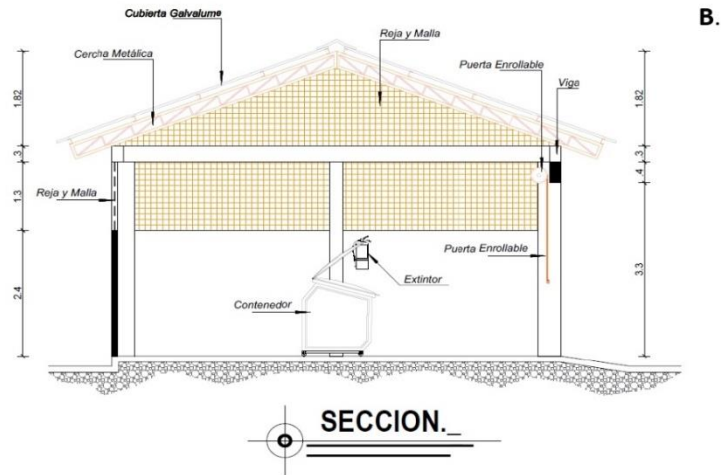 B.
Cubierta Galvalume
Reja y Malla
Cercha Metálica
Puerta Enrollable
Viga
1.82
1.82
.3
.3
.4
Reja y Malla
1.3
Puerta Enrollable
Extintor
Contenedor
2.4
3.3
SECCION._